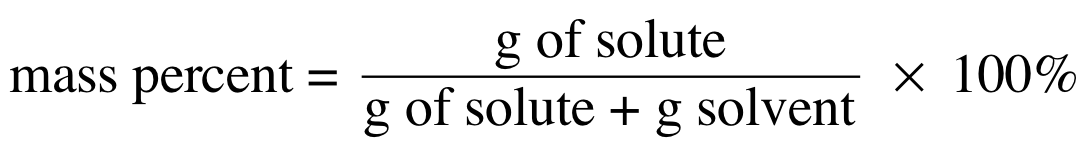 mass percent = g of solute / g of solute + g solvent × 100%